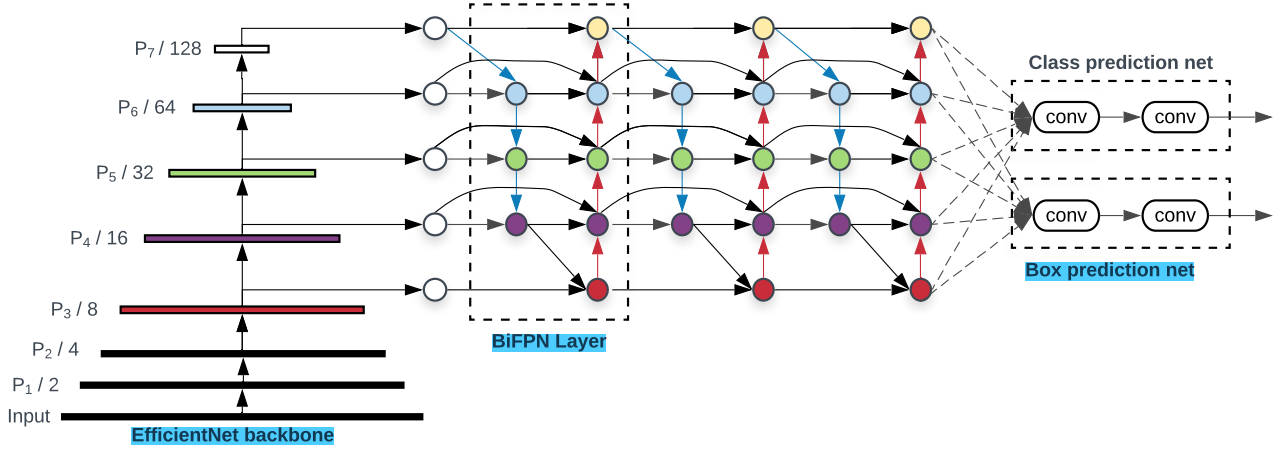 P7 / 128
P6 / 64
P5 / 32
P4 / 16
P3 / 8
P2 / 4
P1 / 2
Input
EfficientNet backbone
BiFPN Layer
Class prediction net
conv conv
conv conv
Box prediction net